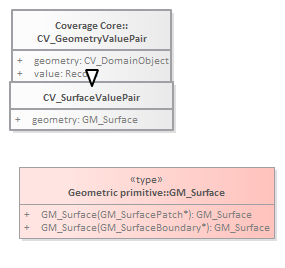 Coverage Core::
CV_GeometryValuePair
+ geometry: CV_DomainObject
+ value: Reco
CV_SurfaceValuePair
+ geometry: GM_Surface
«type»
Geometric primitive::GM_Surface
+ GM_Surface(GM_SurfacePatch*): GM_Surface
+ GM_Surface(GM_SurfaceBoundary*): GM_Surface